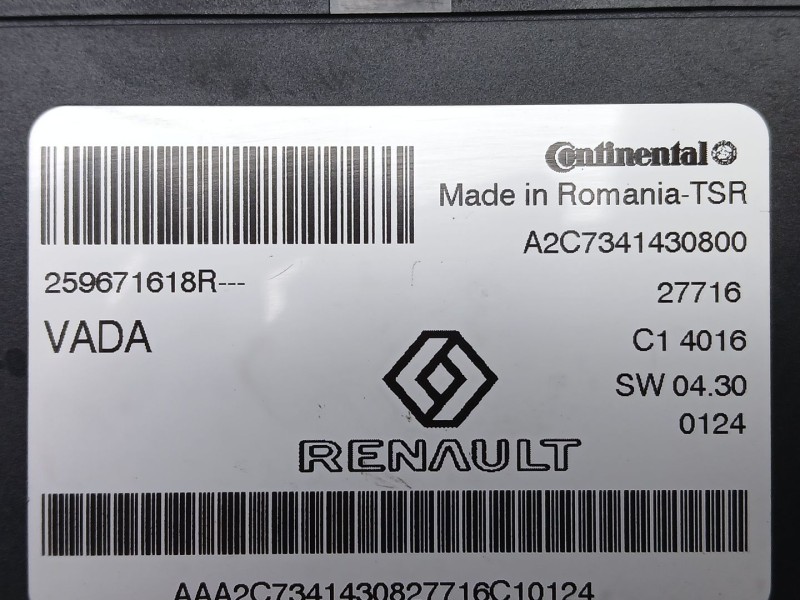 Continental
Made in Romania-TSR
A2C7341430800
259671618R---
27716
VADA
C1 4016
SW 04.30
0124
RENAULT
AAA2C7341430827716C10124